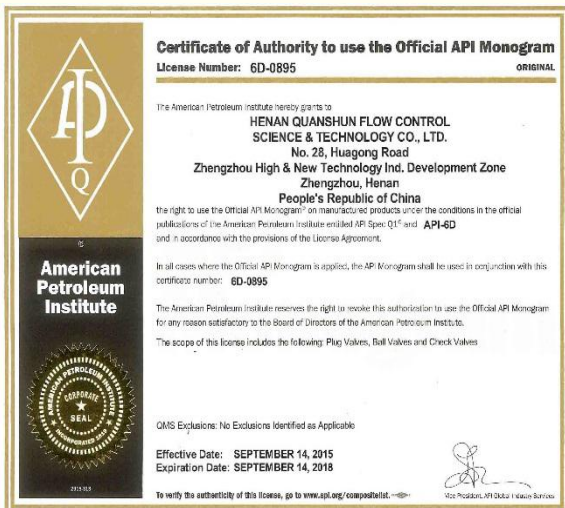 Certificate of Authority to use the Official API Monogram
License Number: 6D-0895
ORIGINAL
The American Petroleum Institute hereby grants to
HENAN QUANSHUN FLOW CONTROL
SCIENCE & TECHNOLOGY CO., LTD.
No. 28, Huagong Road
Zhengzhou High & New Technology Ind. Development Zone
Zhengzhou, Henan
People's Republic of China
the right to use the Official API Monogram® on manufactured products under the conditions in the official
publications of the American Petroleum Institute entitled API Spec Q1® and API-6D
and in accordance with the provisions of the License Agreement.
In all cases where the Official API Monogram is applied, the API Monogram shall be used in conjunction with this
certificate number: 6D-0895
The American Petroleum Institute reserves the right to revoke this authorization to use the Official API Monogram
for any reason satisfactory to the Board of Directors of the American Petroleum Institute.
The scope of this license includes the following: Plug Valves, Ball Valves and Check Valves
QMS Exclusions: No Exclusions Identified as Applicable
Effective Date: SEPTEMBER 14, 2015
Expiration Date: SEPTEMBER 14, 2018
To verify the authenticity of this license, go to www.api.org/compositelist.
Vice President, API Global Industry Services
API
Q
®
American
Petroleum
Institute
AMERICAN PETROLEUM INSTITUTE
CORPORATE
SEAL
INCORPORATED 1919